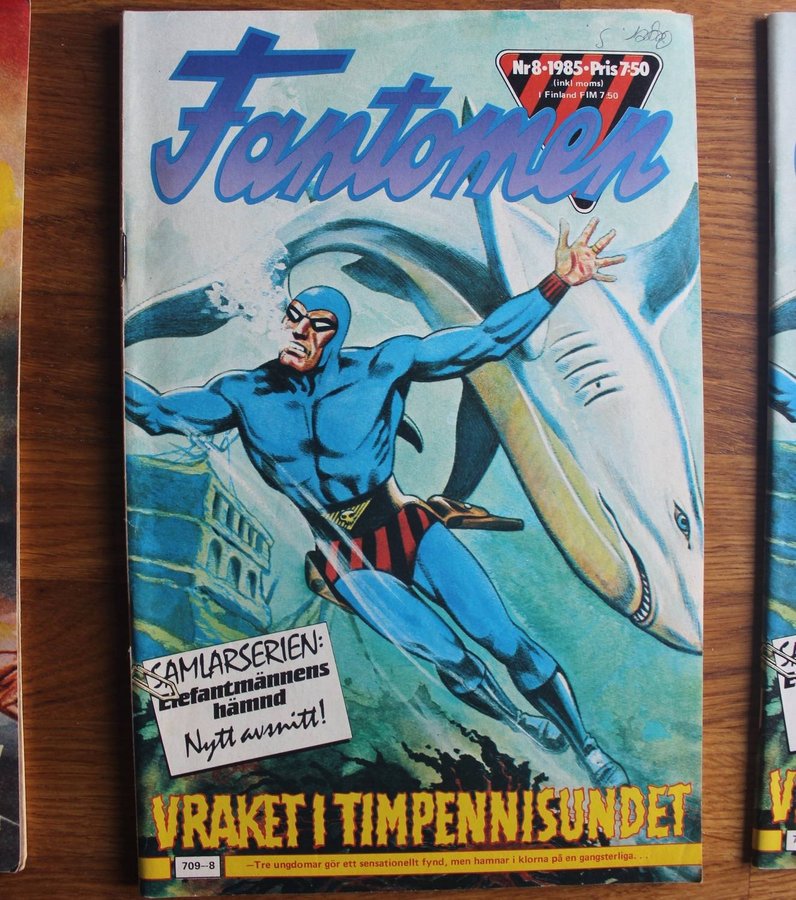 Fantomen
Nr 8 • 1985 • Pris 7:50
(inkl moms)
I Finland FIM 7:50
SAMLARSERIEN:
Elefantmännens
hämnd
Nytt avsnitt!
VRAKET I TIMPENNISUNDET
709—8
—Tre ungdomar gör ett sensationellt fynd, men hamnar i klorna på en gangsterliga. . .